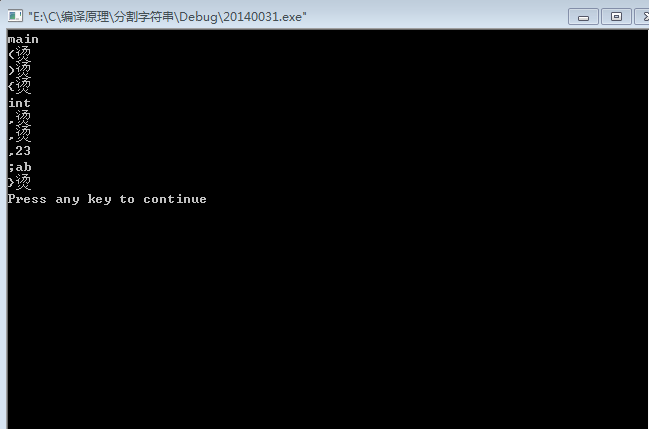 "E:\C\编译原理\分割字符串\Debug\20140031.exe"
main
(烫
)烫
{烫
int
,烫
,烫
,23
;ab
}烫
Press any key to continue